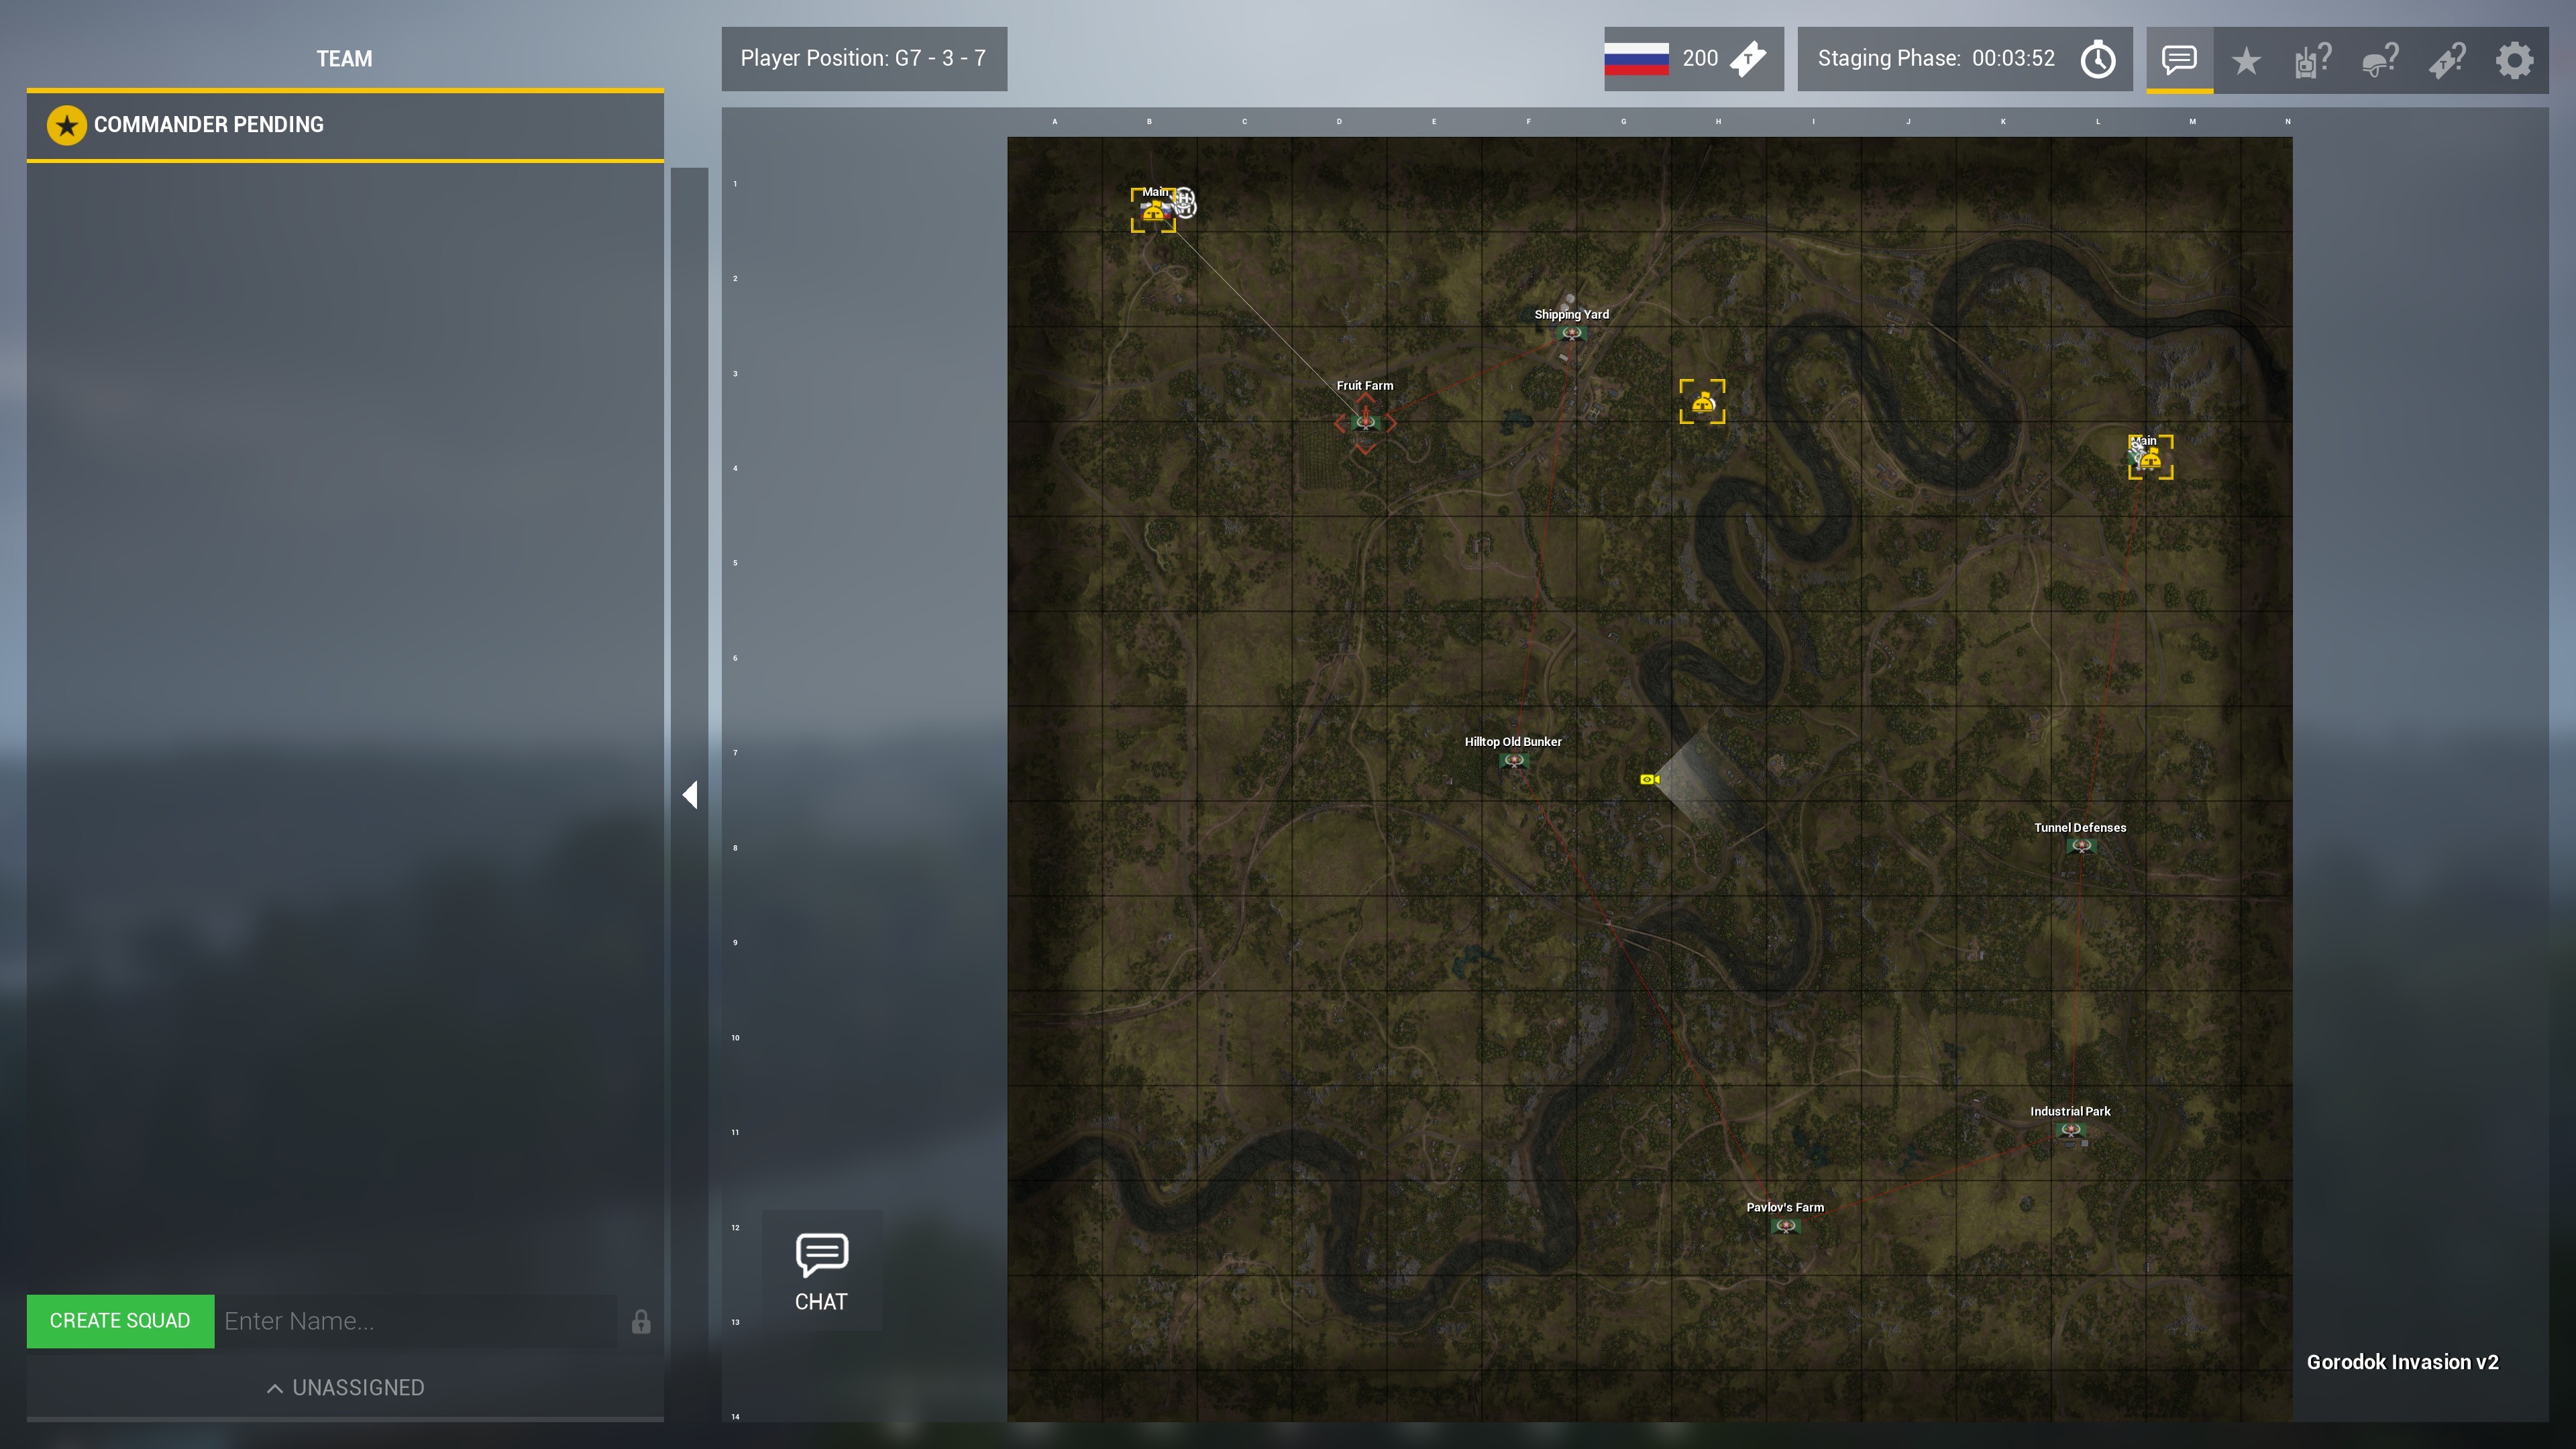 TEAM
Player Position: G7 - 3 - 7
200
T
Staging Phase: 00:03:52
?
?
T?
COMMANDER PENDING
A B C D E F G H I J K L M N
1
2
3
4
5
6
7
8
9
10
11
12
13
14
Main
H
H
Shipping Yard
Fruit Farm
Main
Hilltop Old Bunker
Tunnel Defenses
Industrial Park
Pavlov's Farm
CHAT
CREATE SQUAD
Enter Name...
UNASSIGNED
Gorodok Invasion v2